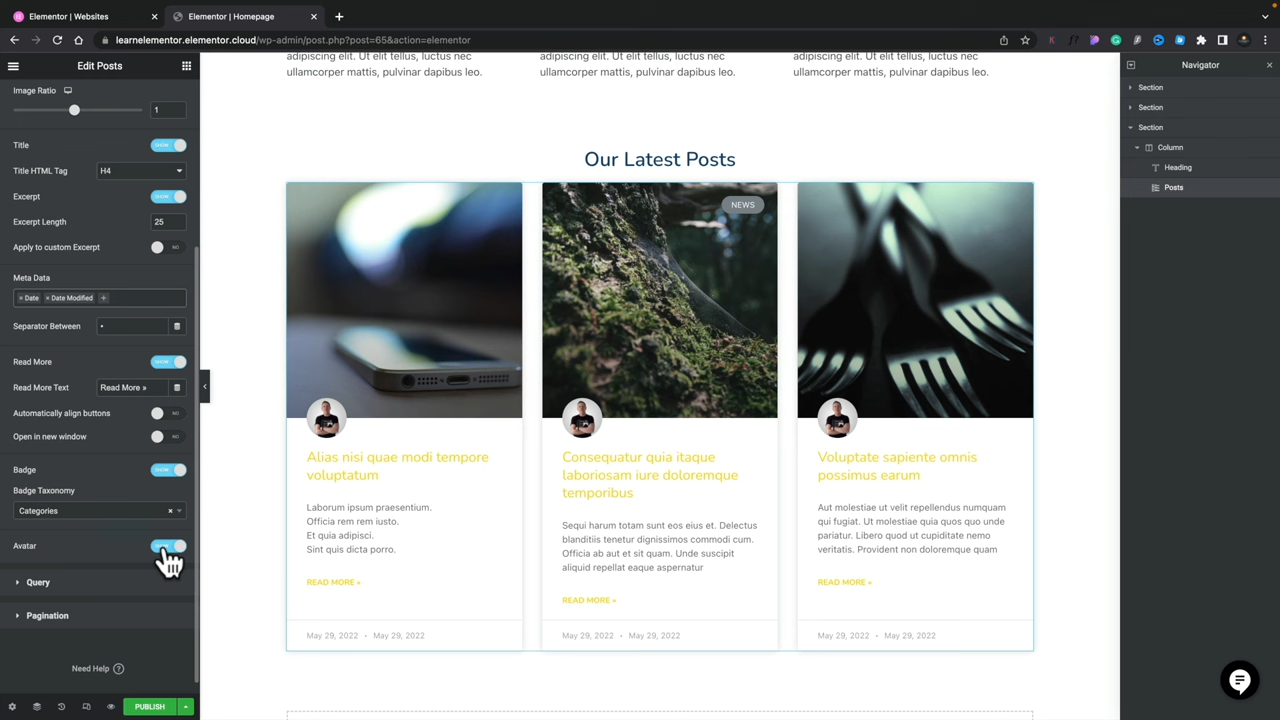 Elementor | Websites
Elementor | Homepage
learnelementor.elementor.cloud/wp-admin/post.php?post=65&action=elementor
Edit Posts
Image Ratio
1
Title
SHOW
Title HTML Tag
H4
Excerpt
SHOW
Excerpt Length
25
Apply to custom Excerpt
NO
Meta Data
× Date × Date Modified +
Separator Between
•
Read More
SHOW
Read More Text
Read More »
Automatically align buttons
NO
Open in new window
NO
Badge
SHOW
Badge Taxonomy
Categories
Avatar
Query
Pagination
Need Help ?
PUBLISH
adipiscing elit. Ut elit tellus, luctus nec
ullamcorper mattis, pulvinar dapibus leo.
adipiscing elit. Ut elit tellus, luctus nec
ullamcorper mattis, pulvinar dapibus leo.
adipiscing elit. Ut elit tellus, luctus nec
ullamcorper mattis, pulvinar dapibus leo.
Our Latest Posts
Alias nisi quae modi tempore
voluptatum
Laborum ipsum praesentium.
Officia rem rem iusto.
Et quia adipisci.
Sint quis dicta porro.
READ MORE »
May 29, 2022 • May 29, 2022
NEWS
Consequatur quia itaque
laboriosam iure doloremque
temporibus
Sequi harum totam sunt eos eius et. Delectus
blanditiis tenetur dignissimos commodi cum.
Officia ab aut et sit quam. Unde suscipit
aliquid repellat eaque aspernatur
READ MORE »
May 29, 2022 • May 29, 2022
Voluptate sapiente omnis
possimus earum
Aut molestiae ut velit repellendus numquam
qui fugiat. Ut molestiae quia quos quo unde
pariatur. Libero quod ut cupiditate nemo
veritatis. Provident non doloremque quam
READ MORE »
May 29, 2022 • May 29, 2022
Navigator
Section
Section
Section
Column
Heading
Posts